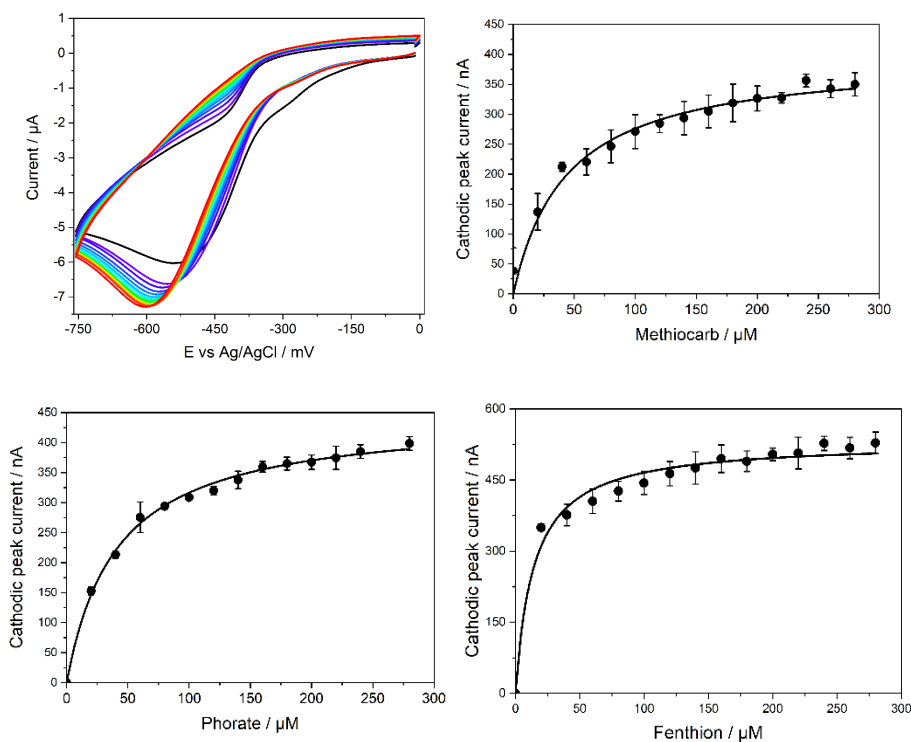 1
0
-1
-2
-3
-4
-5
-6
-7
Current / µA
-750 -600 -450 -300 -150 0
E vs Ag/AgCl / mV
450
400
350
300
250
200
150
100
50
0
Cathodic peak current / nA
0 50 100 150 200 250 300
Methiocarb / µM
450
400
350
300
250
200
150
100
50
0
Cathodic peak current / nA
0 50 100 150 200 250 300
Phorate / µM
600
450
300
150
0
Cathodic peak current / nA
0 50 100 150 200 250 300
Fenthion / µM